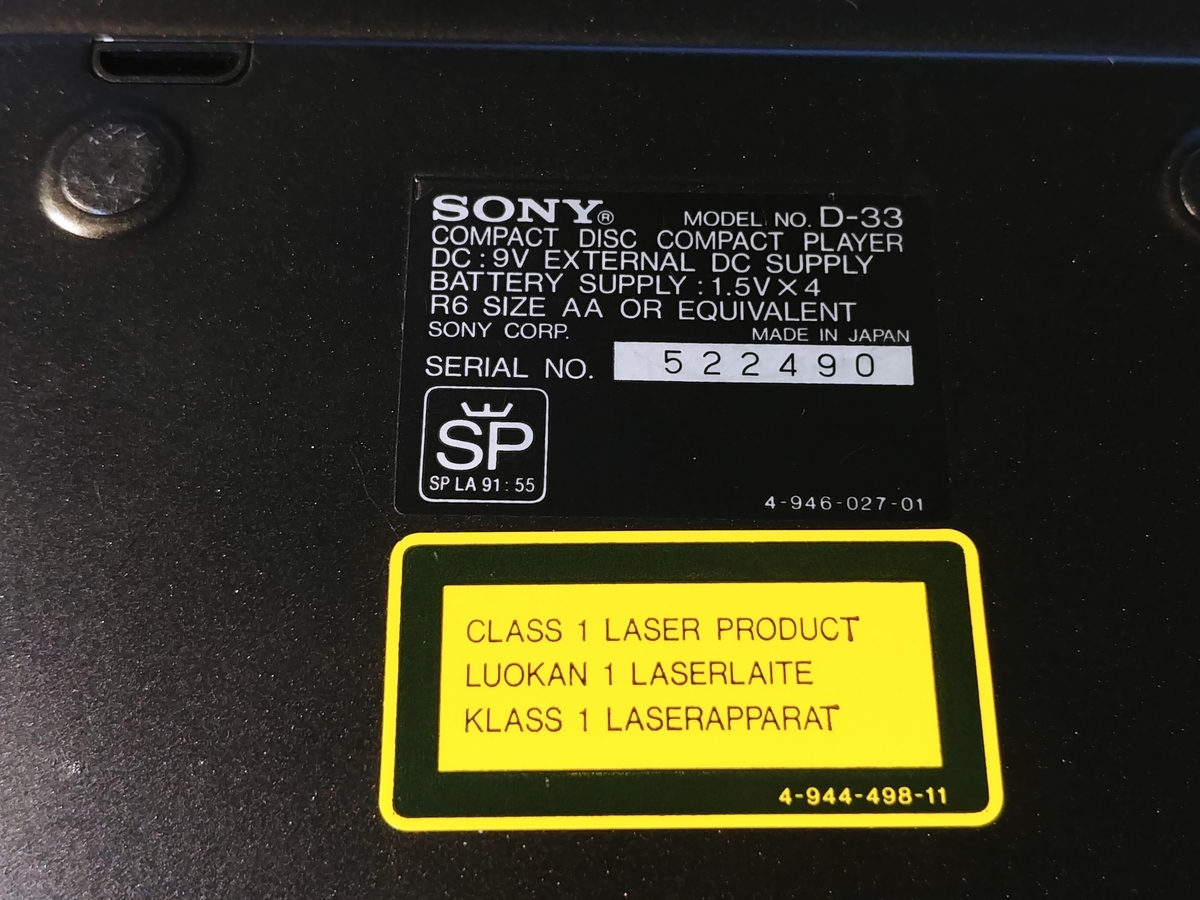 SONY® MODEL NO. D-33
COMPACT DISC COMPACT PLAYER
DC : 9V EXTERNAL DC SUPPLY
BATTERY SUPPLY : 1.5V × 4
R6 SIZE AA OR EQUIVALENT
SONY CORP. MADE IN JAPAN
SERIAL NO. 522490
SP
SP LA 91 : 55
4-946-027-01
CLASS 1 LASER PRODUCT
LUOKAN 1 LASERLAITE
KLASS 1 LASERAPPARAT
4-944-498-11